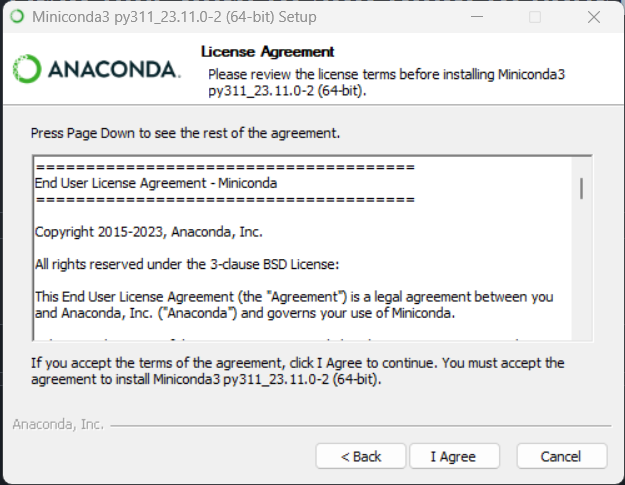 Miniconda3 py311_23.11.0-2 (64-bit) Setup
ANACONDA.
License Agreement
Please review the license terms before installing Miniconda3
py311_23.11.0-2 (64-bit).
Press Page Down to see the rest of the agreement.
======================================
End User License Agreement - Miniconda
======================================
Copyright 2015-2023, Anaconda, Inc.
All rights reserved under the 3-clause BSD License:
This End User License Agreement (the "Agreement") is a legal agreement between you
and Anaconda, Inc. ("Anaconda") and governs your use of Miniconda.
If you accept the terms of the agreement, click I Agree to continue. You must accept the
agreement to install Miniconda3 py311_23.11.0-2 (64-bit).
Anaconda, Inc.
< Back
I Agree
Cancel